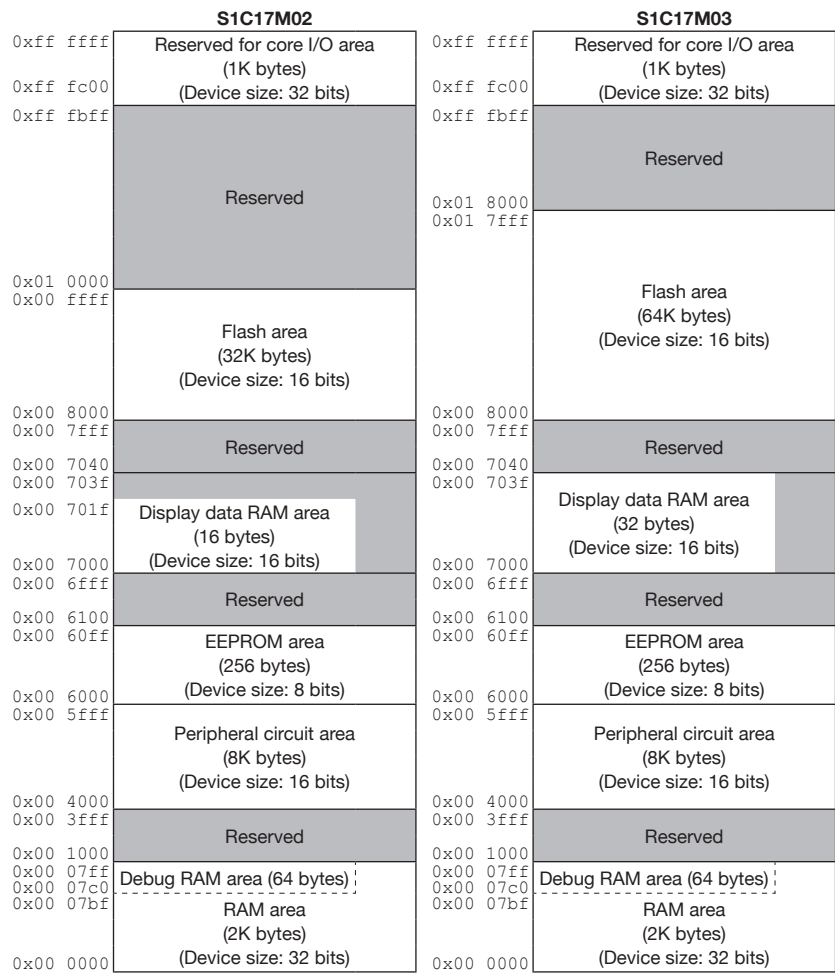 S1C17M02
0xff ffff
Reserved for core I/O area
(1K bytes)
0xff fc00
(Device size: 32 bits)
0xff fbff
Reserved
0x01 0000
0x00 ffff
Flash area
(32K bytes)
(Device size: 16 bits)
0x00 8000
0x00 7fff
Reserved
0x00 7040
0x00 703f
0x00 701f
Display data RAM area
(16 bytes)
0x00 7000
(Device size: 16 bits)
0x00 6fff
Reserved
0x00 6100
0x00 60ff
EEPROM area
(256 bytes)
0x00 6000
(Device size: 8 bits)
0x00 5fff
Peripheral circuit area
(8K bytes)
(Device size: 16 bits)
0x00 4000
0x00 3fff
Reserved
0x00 1000
0x00 07ff
Debug RAM area (64 bytes)
0x00 07c0
0x00 07bf
RAM area
(2K bytes)
(Device size: 32 bits)
0x00 0000
S1C17M03
0xff ffff
Reserved for core I/O area
(1K bytes)
0xff fc00
(Device size: 32 bits)
0xff fbff
Reserved
0x01 8000
0x01 7fff
Flash area
(64K bytes)
(Device size: 16 bits)
0x00 8000
0x00 7fff
Reserved
0x00 7040
0x00 703f
Display data RAM area
(32 bytes)
(Device size: 16 bits)
0x00 7000
0x00 6fff
Reserved
0x00 6100
0x00 60ff
EEPROM area
(256 bytes)
0x00 6000
(Device size: 8 bits)
0x00 5fff
Peripheral circuit area
(8K bytes)
(Device size: 16 bits)
0x00 4000
0x00 3fff
Reserved
0x00 1000
0x00 07ff
Debug RAM area (64 bytes)
0x00 07c0
0x00 07bf
RAM area
(2K bytes)
(Device size: 32 bits)
0x00 0000